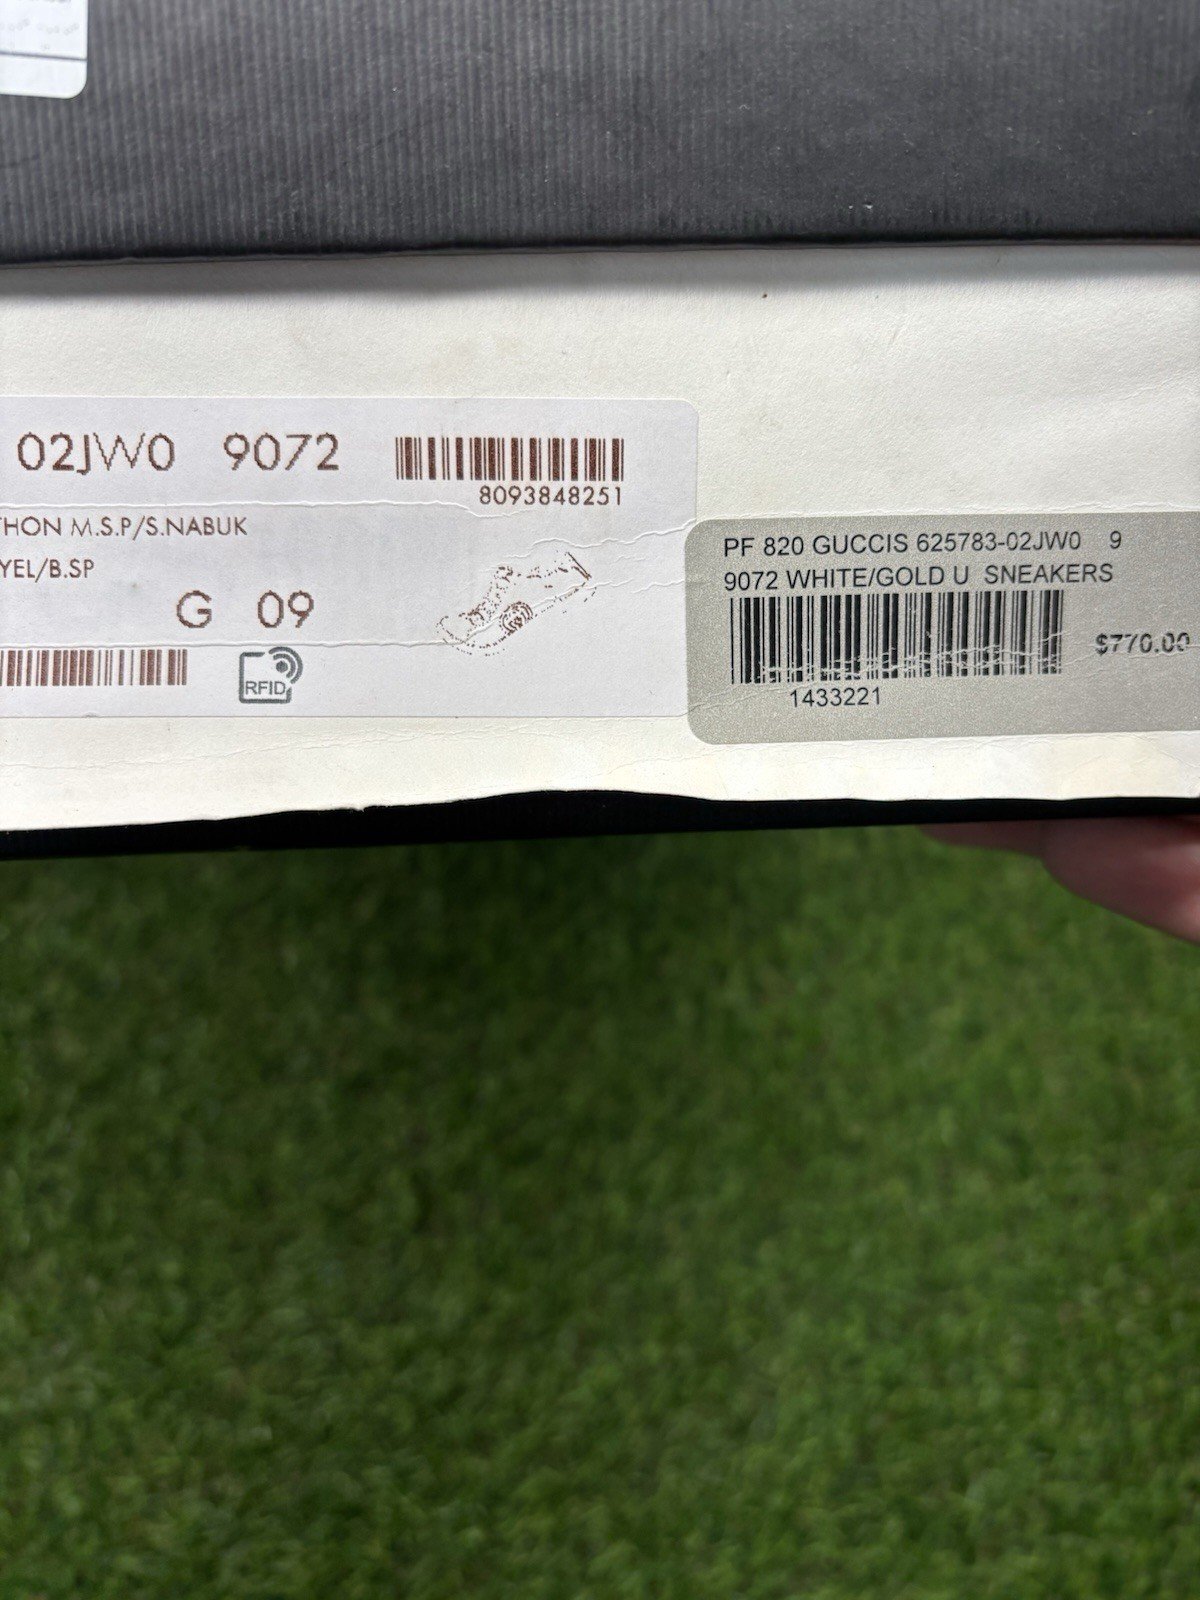 02JW0 9072
8093848251
THON M.S.P/S.NABUK
YEL/B.SP
G 09
RFID
PF 820 GUCCIS 625783-02JW0 9
9072 WHITE/GOLD U SNEAKERS
$770.00
1433221